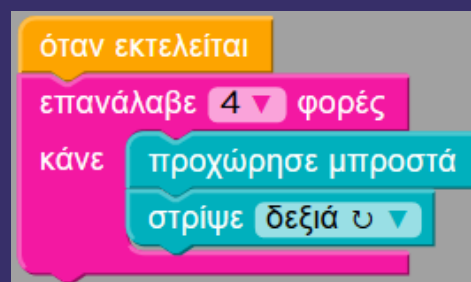 όταν εκτελείται
επανάλαβε 4 φορές
κάνε προχώρησε μπροστά
στρίψε δεξιά ↻